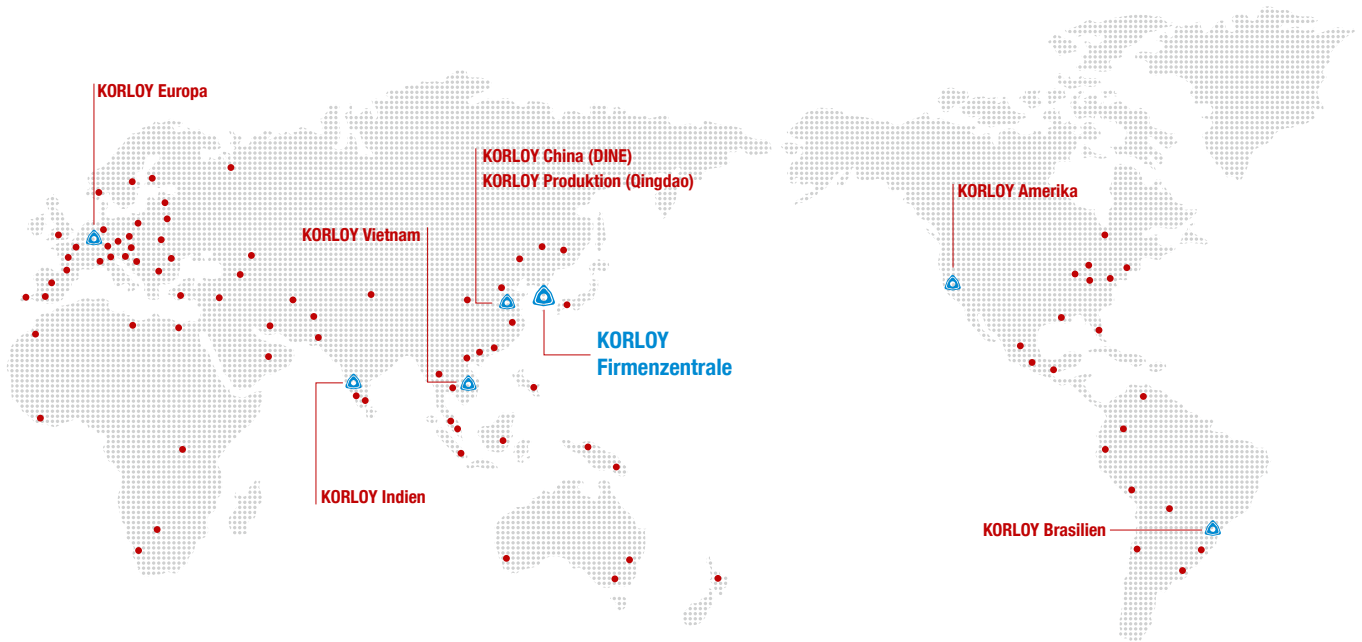 KORLOY Europa
KORLOY China (DINE)
KORLOY Produktion (Qingdao)
KORLOY Amerika
KORLOY Vietnam
KORLOY
Firmenzentrale
KORLOY Indien
KORLOY Brasilien